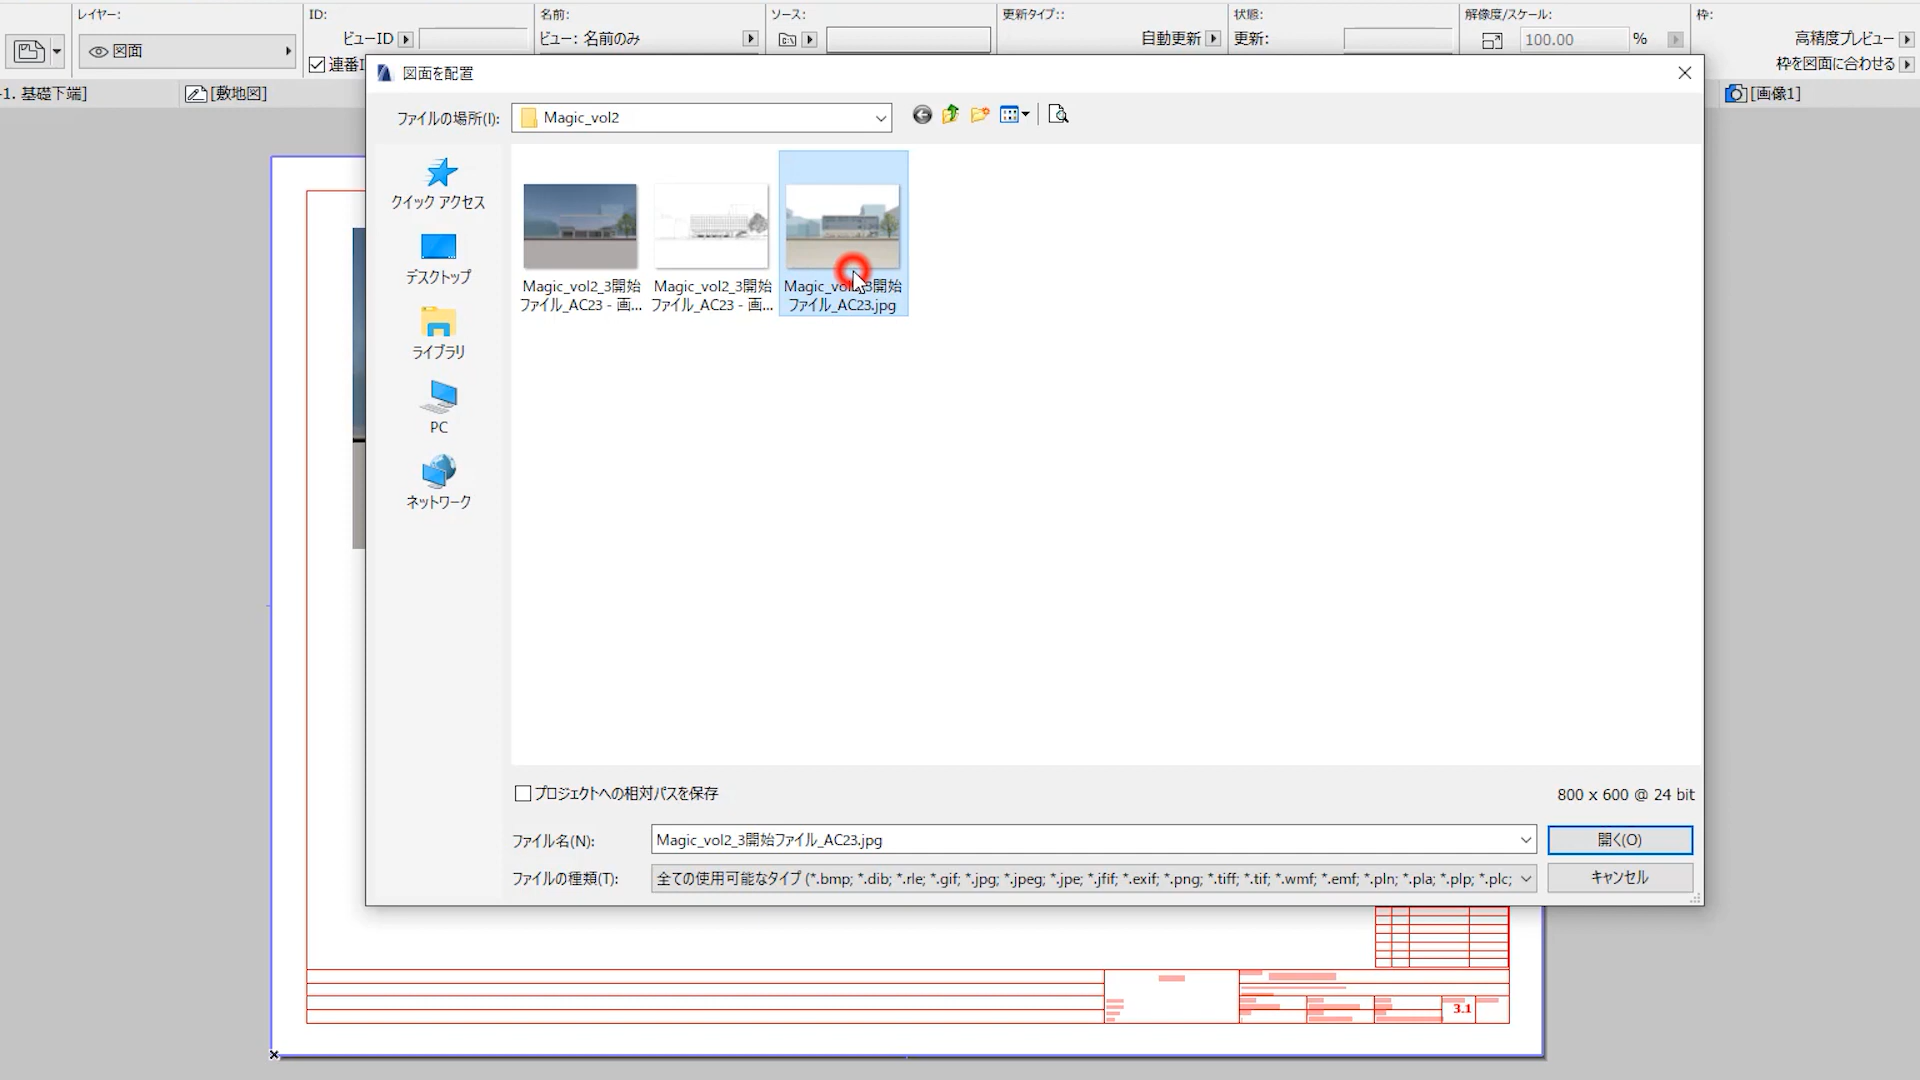 レイヤー:
ID:
名前:
ソース:
更新タイプ::
状態:
解像度/スケール:
枠:
図面
ビューID
ビュー: 名前のみ
自動更新
更新:
100.00
%
高精度プレビュー
連番I
枠を図面に合わせる
-1. 基礎下端]
[敷地図]
[画像1]
図面を配置
ファイルの場所(I):
Magic_vol2
クイック アクセス
デスクトップ
ライブラリ
PC
ネットワーク
Magic_vol2_3開始
ファイル_AC23 - 画...
Magic_vol2_3開始
ファイル_AC23 - 画...
Magic_vol2_3開始
ファイル_AC23.jpg
プロジェクトへの相対パスを保存
800 x 600 @ 24 bit
ファイル名(N):
Magic_vol2_3開始ファイル_AC23.jpg
開く(O)
ファイルの種類(T):
全ての使用可能なタイプ (*.bmp; *.dib; *.rle; *.gif; *.jpg; *.jpeg; *.jpe; *.jfif; *.exif; *.png; *.tiff; *.tif; *.wmf; *.emf; *.pln; *.pla; *.plp; *.plc;
キャンセル
3.1